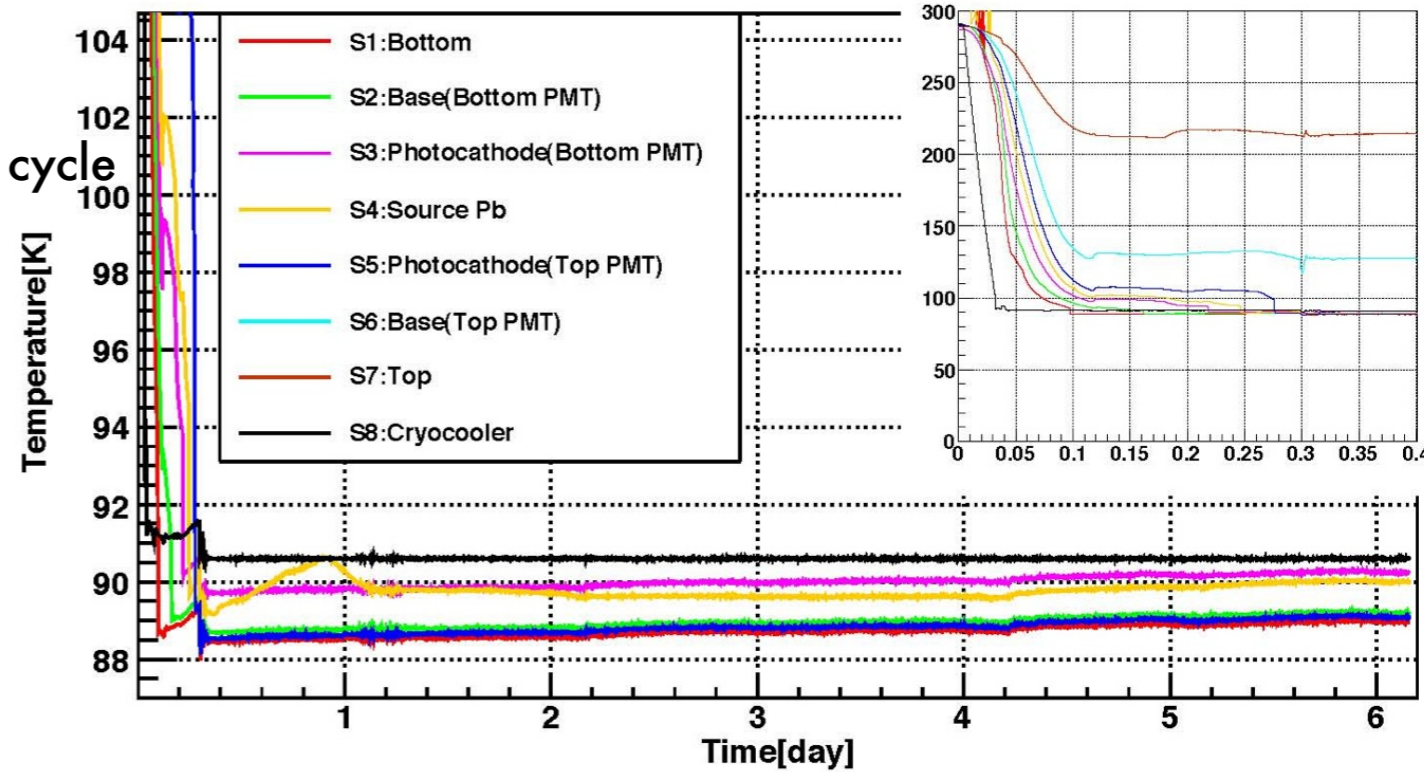 cycle
Temperature[K]
104
102
100
98
96
94
92
90
88
S1:Bottom
S2:Base(Bottom PMT)
S3:Photocathode(Bottom PMT)
S4:Source Pb
S5:Photocathode(Top PMT)
S6:Base(Top PMT)
S7:Top
S8:Cryocooler
300
250
200
150
100
50
0
0 0.05 0.1 0.15 0.2 0.25 0.3 0.35 0.4
1 2 3 4 5 6
Time[day]